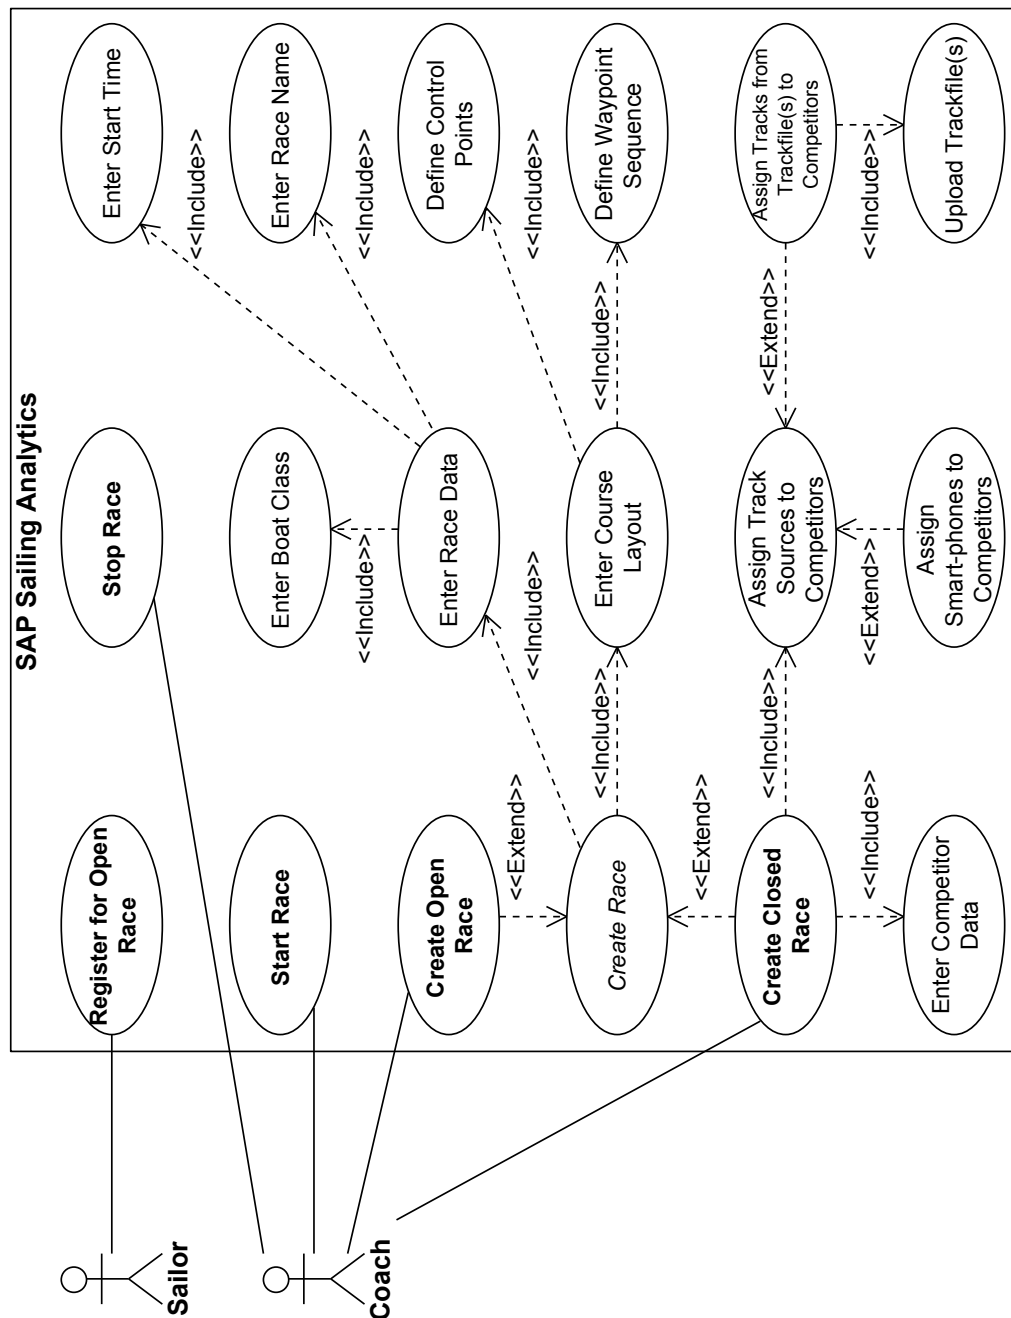 SAP Sailing Analytics
Register for Open
Race
Stop Race
Enter Start Time
Sailor
<<Include>>
Start Race
Enter Boat Class
Enter Race Name
<<Include>>
<<Include>>
Coach
Create Open
Race
Enter Race Data
Define Control
Points
<<Extend>>
<<Include>>
<<Include>>
Create Race
<<Include>>
Enter Course
Layout
<<Include>>
Define Waypoint
Sequence
<<Extend>>
Create Closed
Race
<<Include>>
Assign Track
Sources to
Competitors
<<Extend>>
Assign Tracks from
Trackfile(s) to
Competitors
<<Include>>
<<Extend>>
<<Include>>
Enter Competitor
Data
Assign
Smart-phones to
Competitors
Upload Trackfile(s)